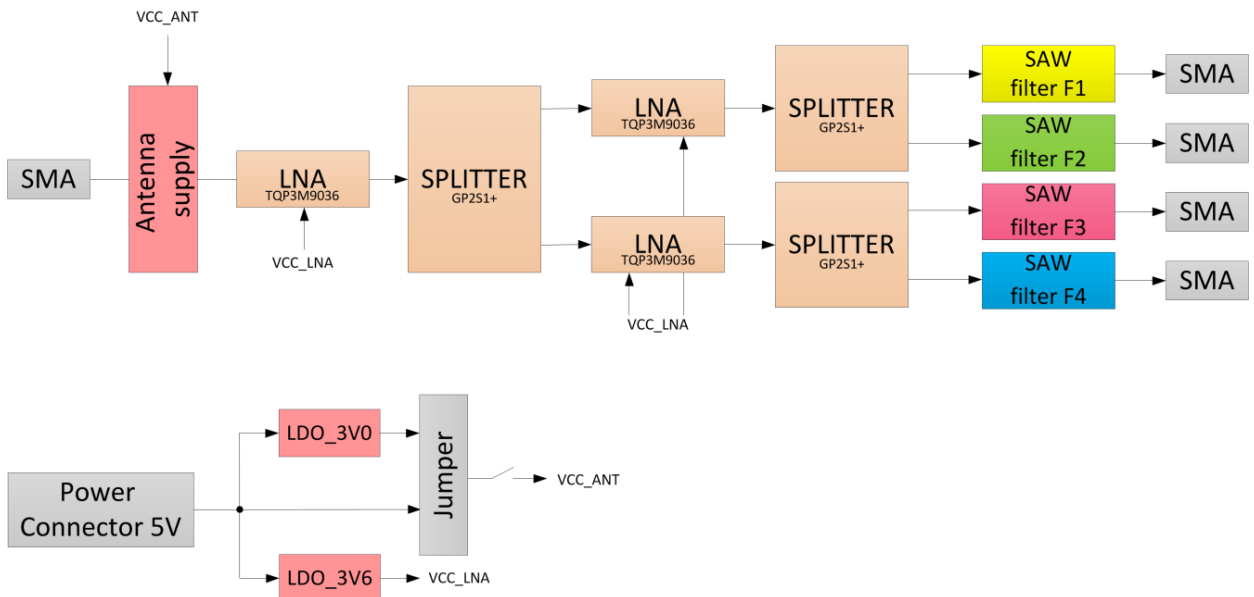 VCC_ANT
SMA
Antenna
supply
LNA
TQP3M9036
VCC_LNA
SPLITTER
GP2S1+
LNA
TQP3M9036
LNA
TQP3M9036
VCC_LNA
SPLITTER
GP2S1+
SPLITTER
GP2S1+
SAW
filter F1
SMA
SAW
filter F2
SMA
SAW
filter F3
SMA
SAW
filter F4
SMA
Power
Connector 5V
LDO_3V0
Jumper
VCC_ANT
LDO_3V6
VCC_LNA